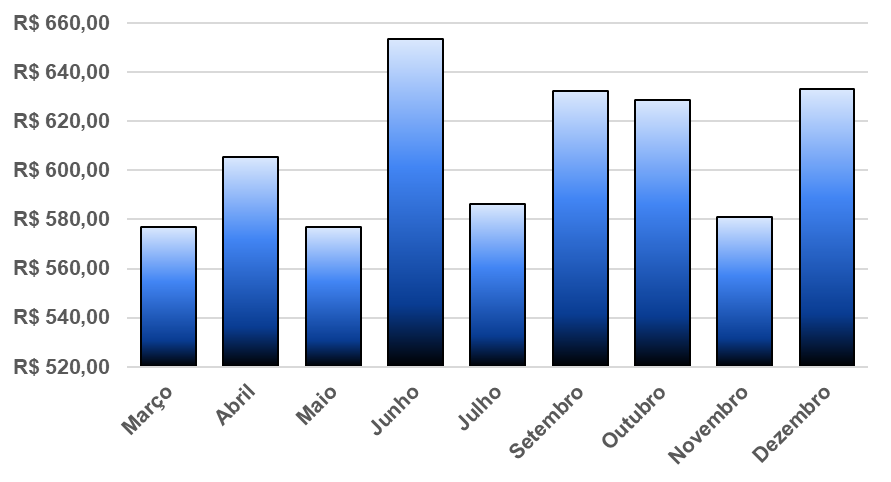 R$ 660,00
R$ 640,00
R$ 620,00
R$ 600,00
R$ 580,00
R$ 560,00
R$ 540,00
R$ 520,00
Março
Abril
Maio
Junho
Julho
Setembro
Outubro
Novembro
Dezembro